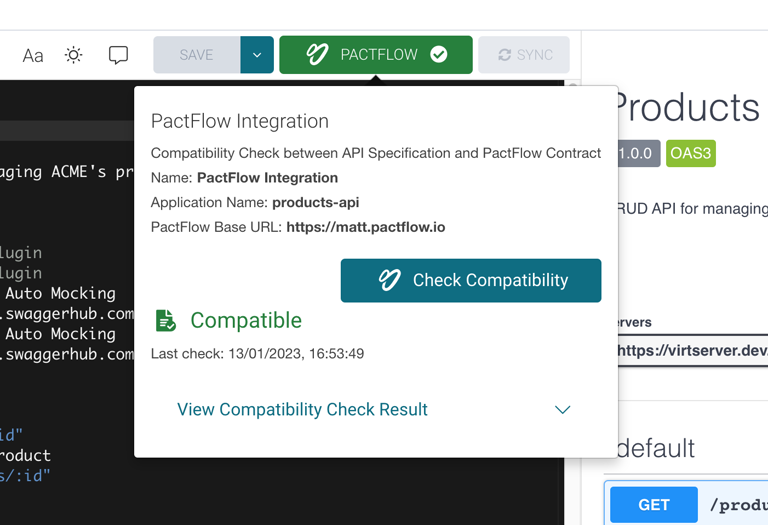 Aa
SAVE
PACTFLOW
SYNC
PactFlow Integration
Compatibility Check between API Specification and PactFlow Contract
Name: PactFlow Integration
Application Name: products-api
PactFlow Base URL: https://matt.pactflow.io
Check Compatibility
Compatible
Last check: 13/01/2023, 16:53:49
View Compatibility Check Result
aging ACME's pr
lugin
lugin
Auto Mocking
.swaggerhub.com
Auto Mocking
.swaggerhub.com
id"
roduct
s/:id"
Products
1.0.0
OAS3
RUD API for managing
ervers
https://virtserver.dev
default
GET
/produ